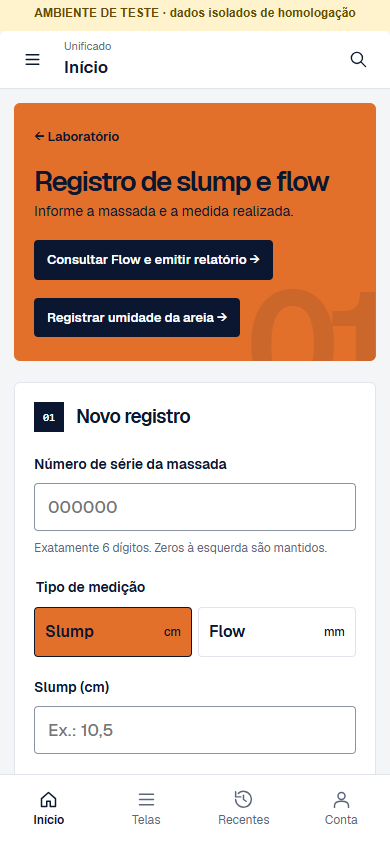 AMBIENTE DE TESTE · dados isolados de homologação
Unificado
Início
← Laboratório
Registro de slump e flow
Informe a massada e a medida realizada.
Consultar Flow e emitir relatório →
Registrar umidade da areia →
01
01 Novo registro
Número de série da massada
000000
Exatamente 6 dígitos. Zeros à esquerda são mantidos.
Tipo de medição
Slump cm Flow mm
Slump (cm)
Ex.: 10,5
Início Telas Recentes Conta